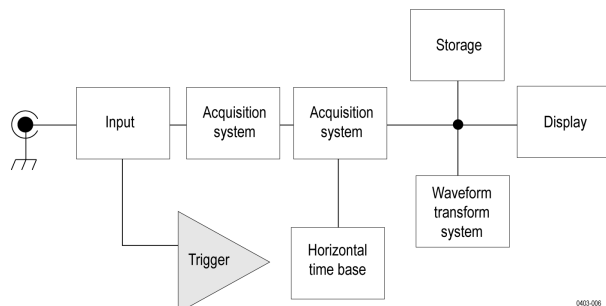 Storage
Input
Acquisition
system
Acquisition
system
Display
Waveform
transform
system
Trigger
Horizontal
time base
0403-006